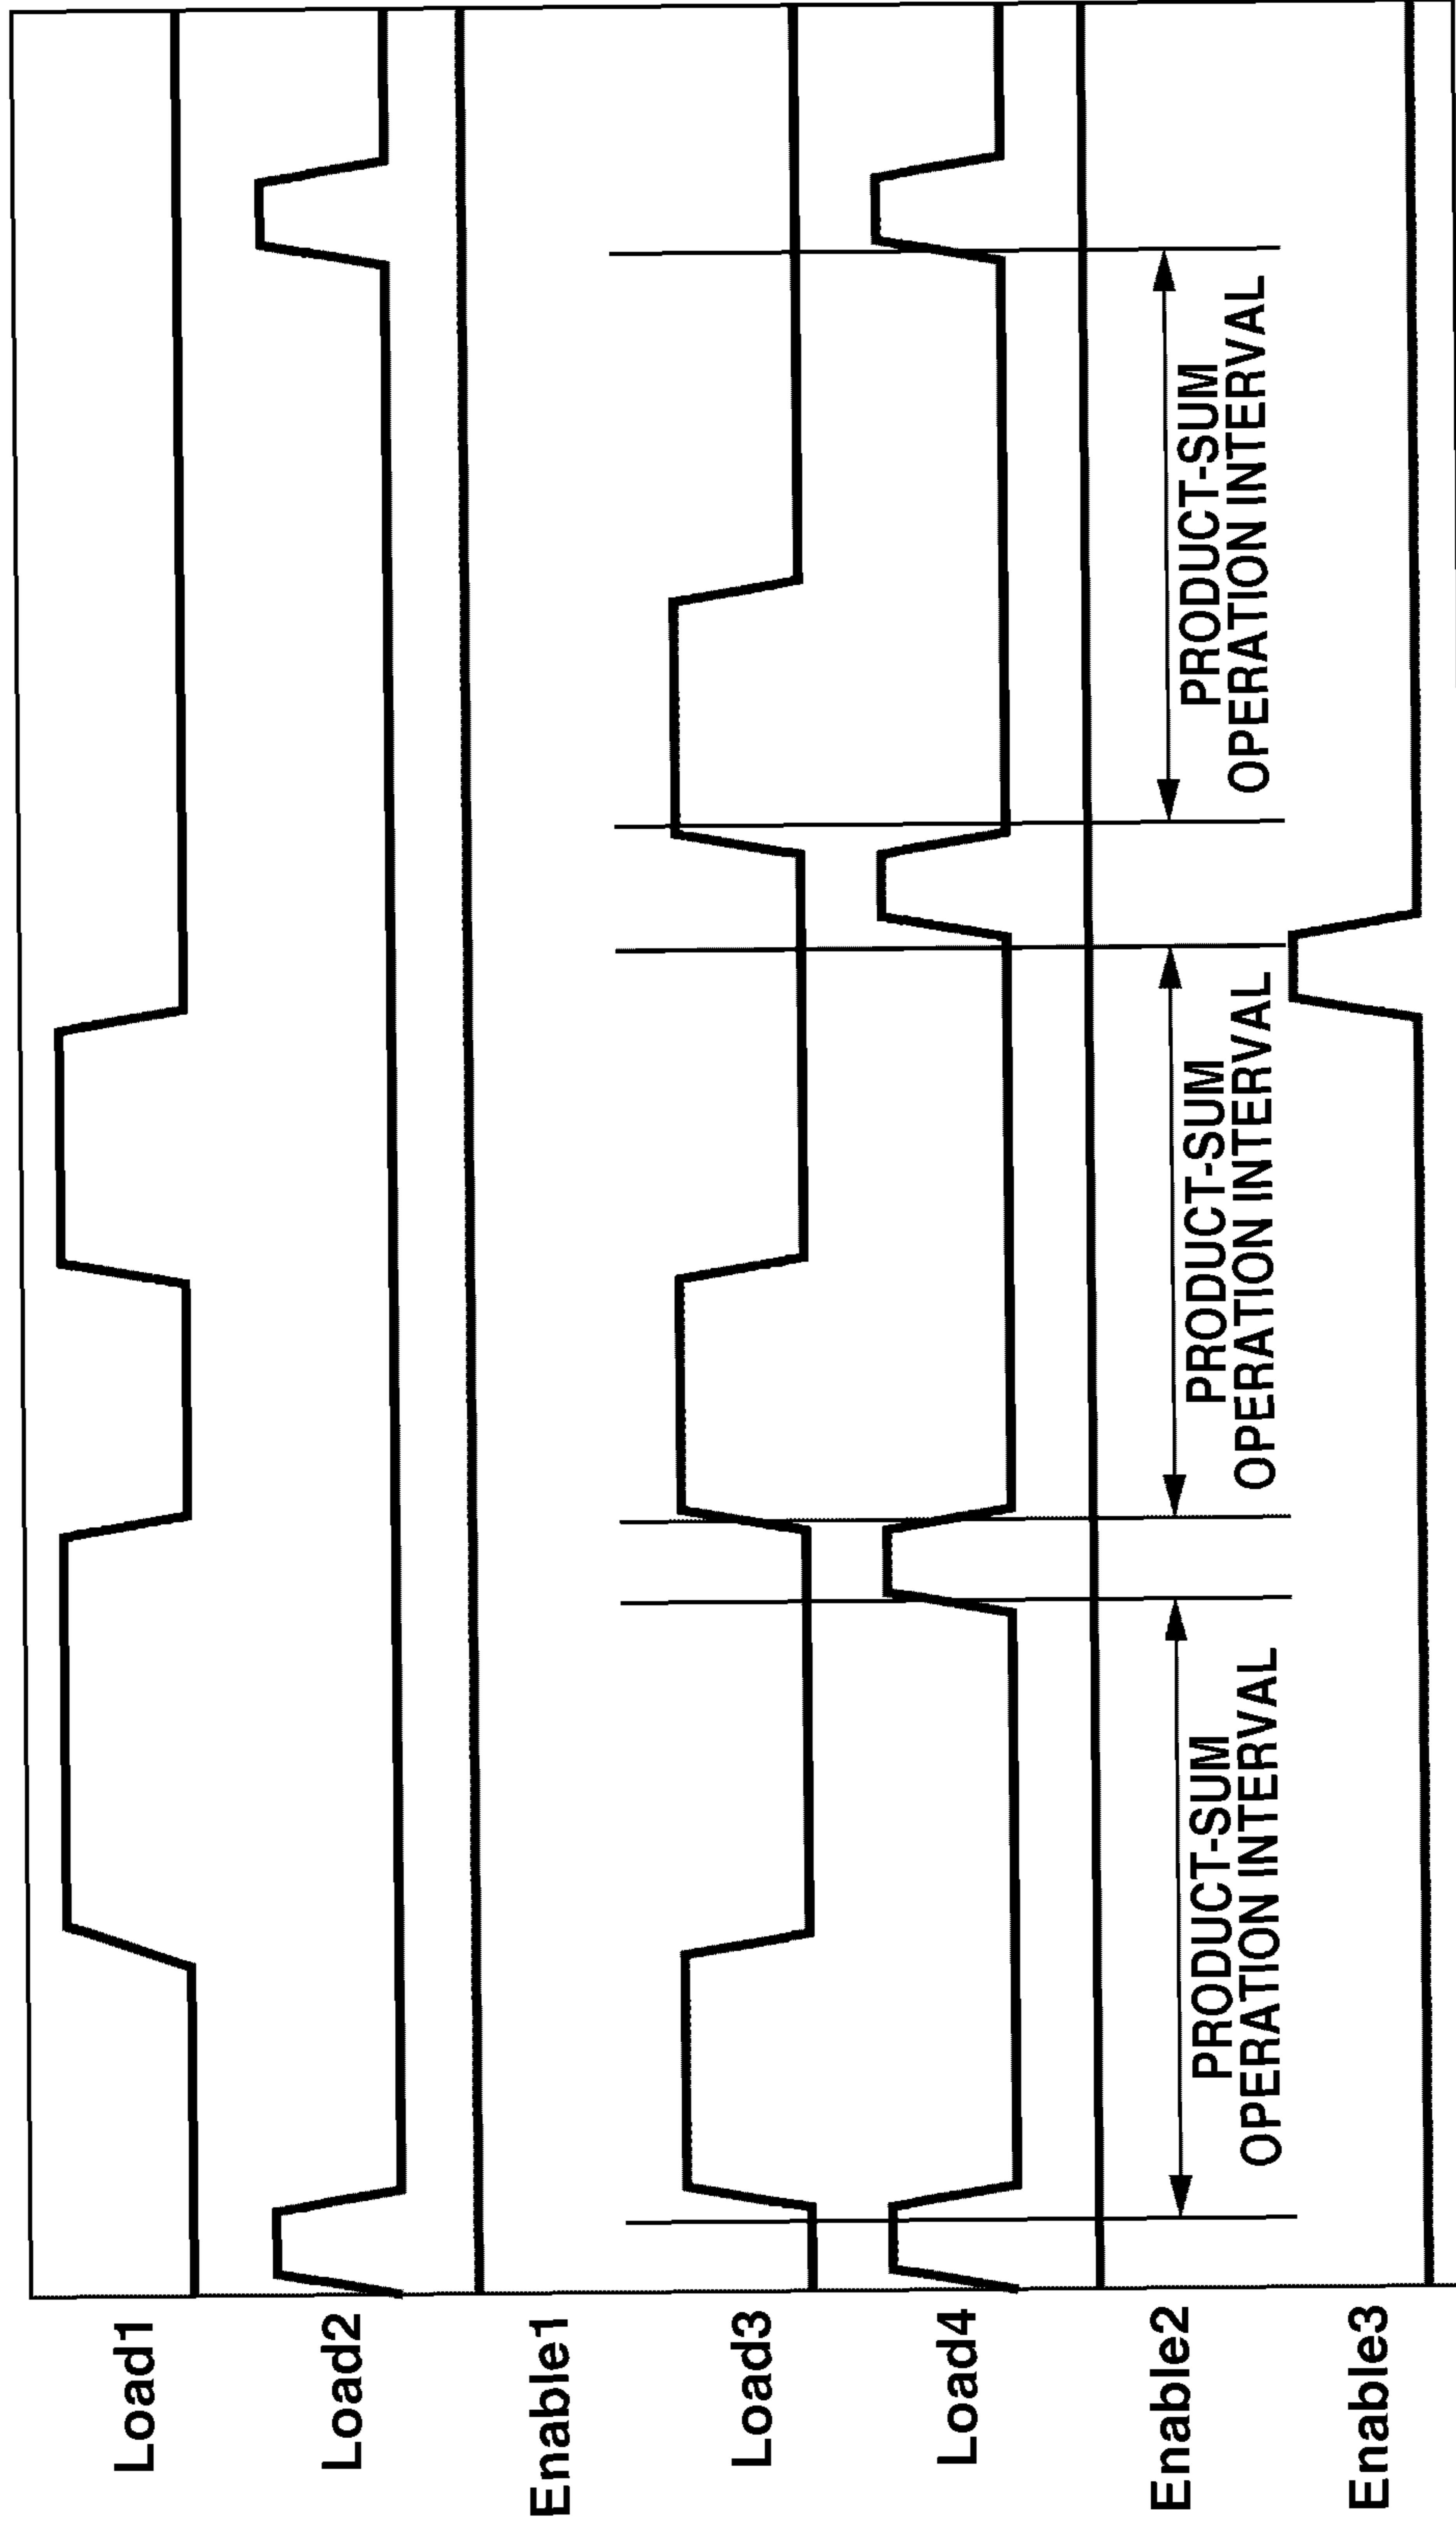 Load1
Load2
Enable1
Load3
Load4
Enable2
PRODUCT-SUM
OPERATION INTERVAL
PRODUCT-SUM
OPERATION INTERVAL
PRODUCT-SUM
OPERATION INTERVAL
Enable3